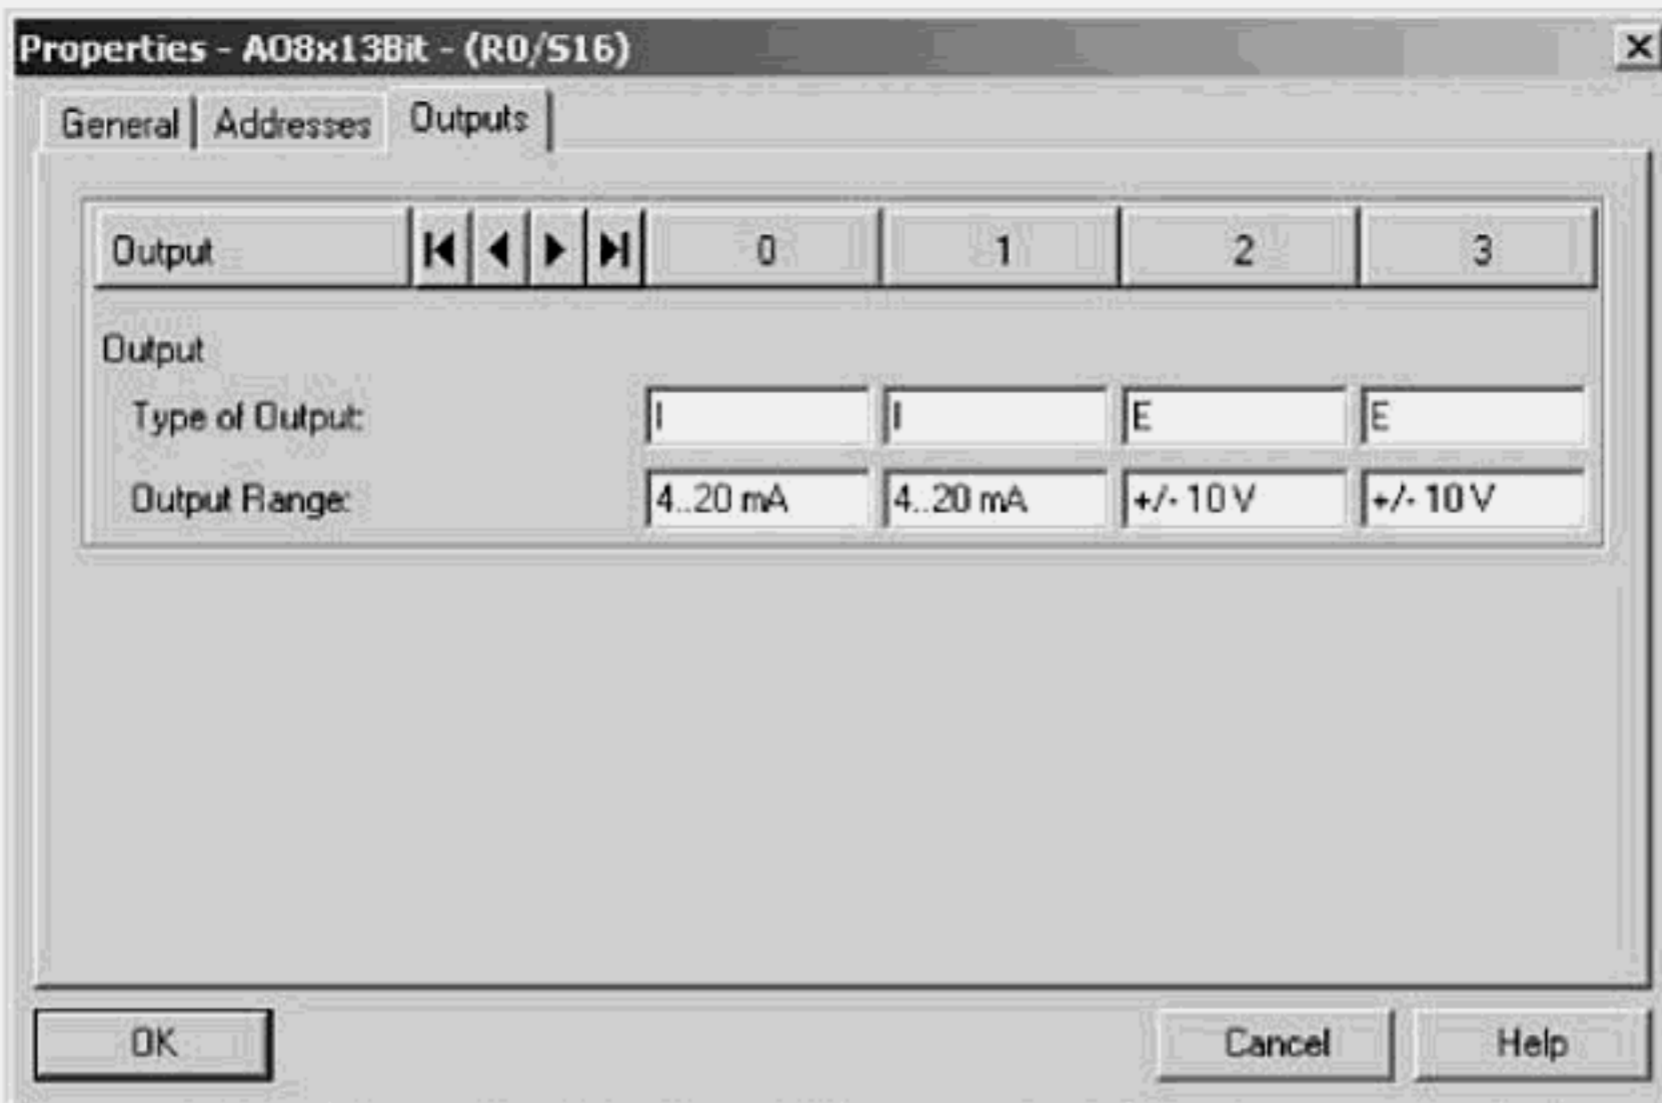 Properties - AO8x13Bit - (R0/S16)
General Addresses Outputs
Output 0 1 2 3
Output
Type of Output: I I E E
Output Range: 4..20 mA 4..20 mA +/- 10 V +/- 10 V
OK Cancel Help